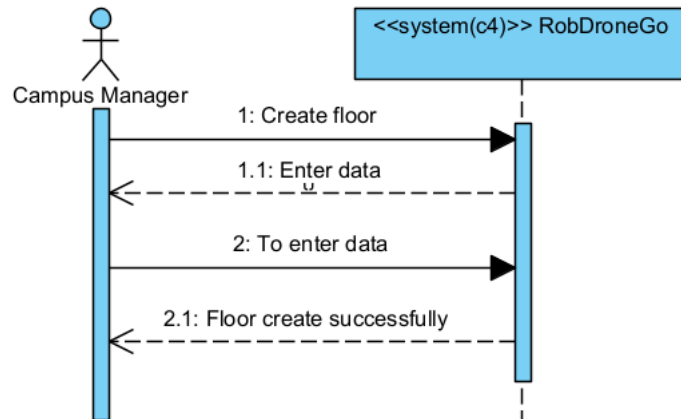 <<system(c4)>> RobDroneGo
Campus Manager
1: Create floor
1.1: Enter data
2: To enter data
2.1: Floor create successfully